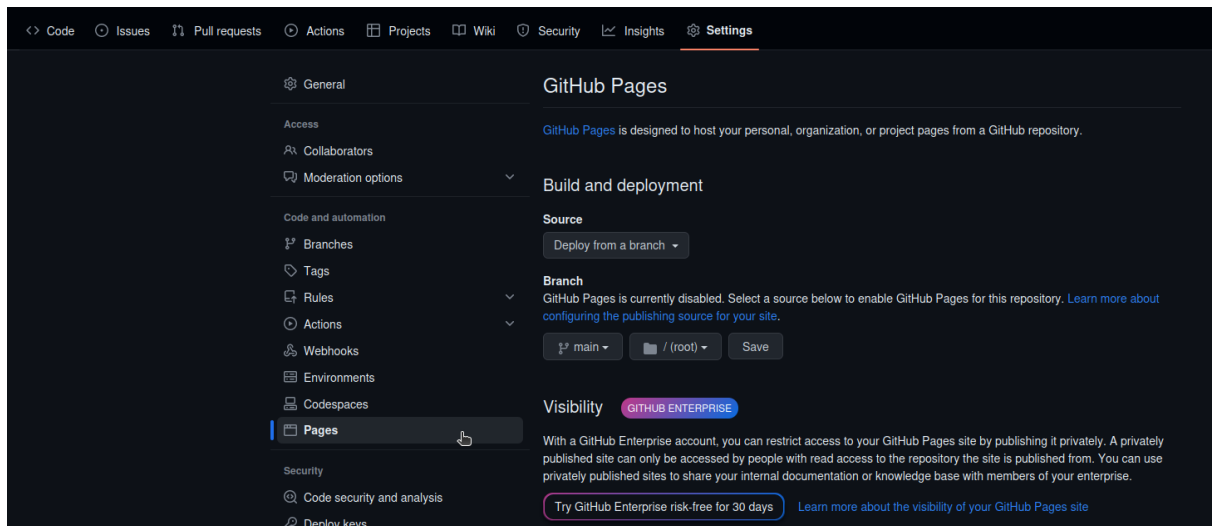 Code Issues Pull requests Actions Projects Wiki Security Insights Settings
General
Access
Collaborators
Moderation options
Code and automation
Branches
Tags
Rules
Actions
Webhooks
Environments
Codespaces
Pages
Security
Code security and analysis
Deploy keys
GitHub Pages
GitHub Pages is designed to host your personal, organization, or project pages from a GitHub repository.
Build and deployment
Source
Deploy from a branch
Branch
GitHub Pages is currently disabled. Select a source below to enable GitHub Pages for this repository. Learn more about
configuring the publishing source for your site.
main / (root) Save
Visibility GITHUB ENTERPRISE
With a GitHub Enterprise account, you can restrict access to your GitHub Pages site by publishing it privately. A privately
published site can only be accessed by people with read access to the repository the site is published from. You can use
privately published sites to share your internal documentation or knowledge base with members of your enterprise.
Try GitHub Enterprise risk-free for 30 days Learn more about the visibility of your GitHub Pages site